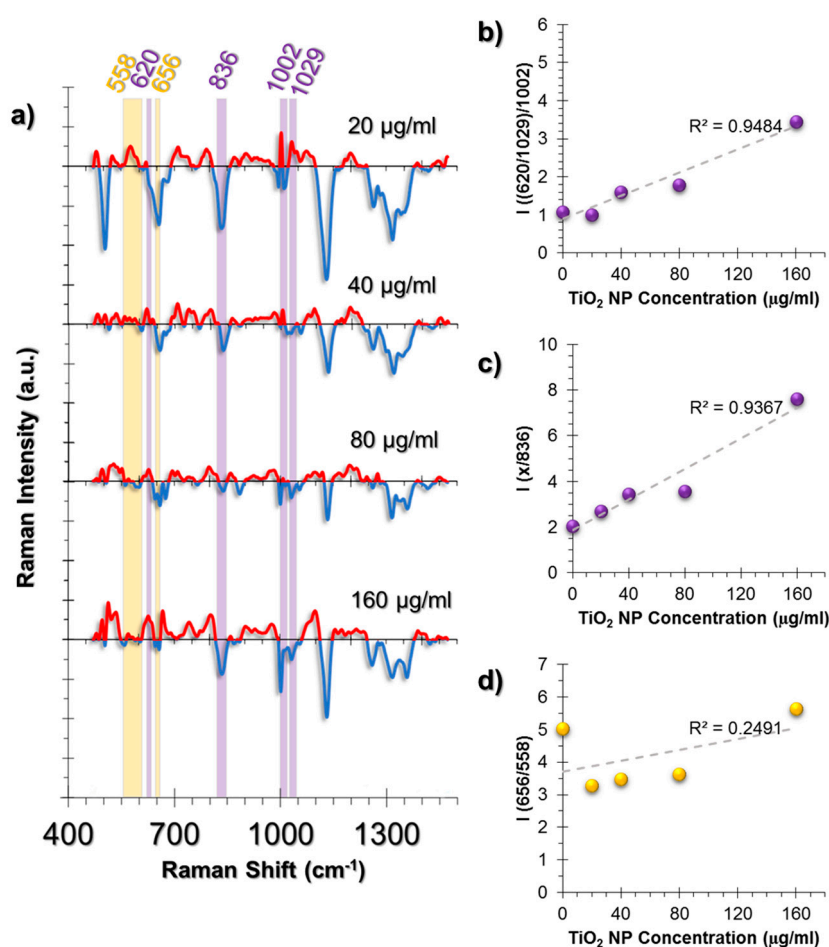 a)
558
620
656
836
1002
1029
20 µg/ml
40 µg/ml
80 µg/ml
160 µg/ml
Raman Intensity (a.u.)
400 700 1000 1300
Raman Shift (cm⁻¹)
b)
6
5
4
3
2
1
0
R² = 0.9484
I ((620/1029)/1002)
0 40 80 120 160
TiO₂ NP Concentration (µg/ml)
c)
10
8
6
4
2
0
R² = 0.9367
I (x/836)
0 40 80 120 160
TiO₂ NP Concentration (µg/ml)
d)
7
6
5
4
3
2
1
0
R² = 0.2491
I (656/558)
0 40 80 120 160
TiO₂ NP Concentration (µg/ml)